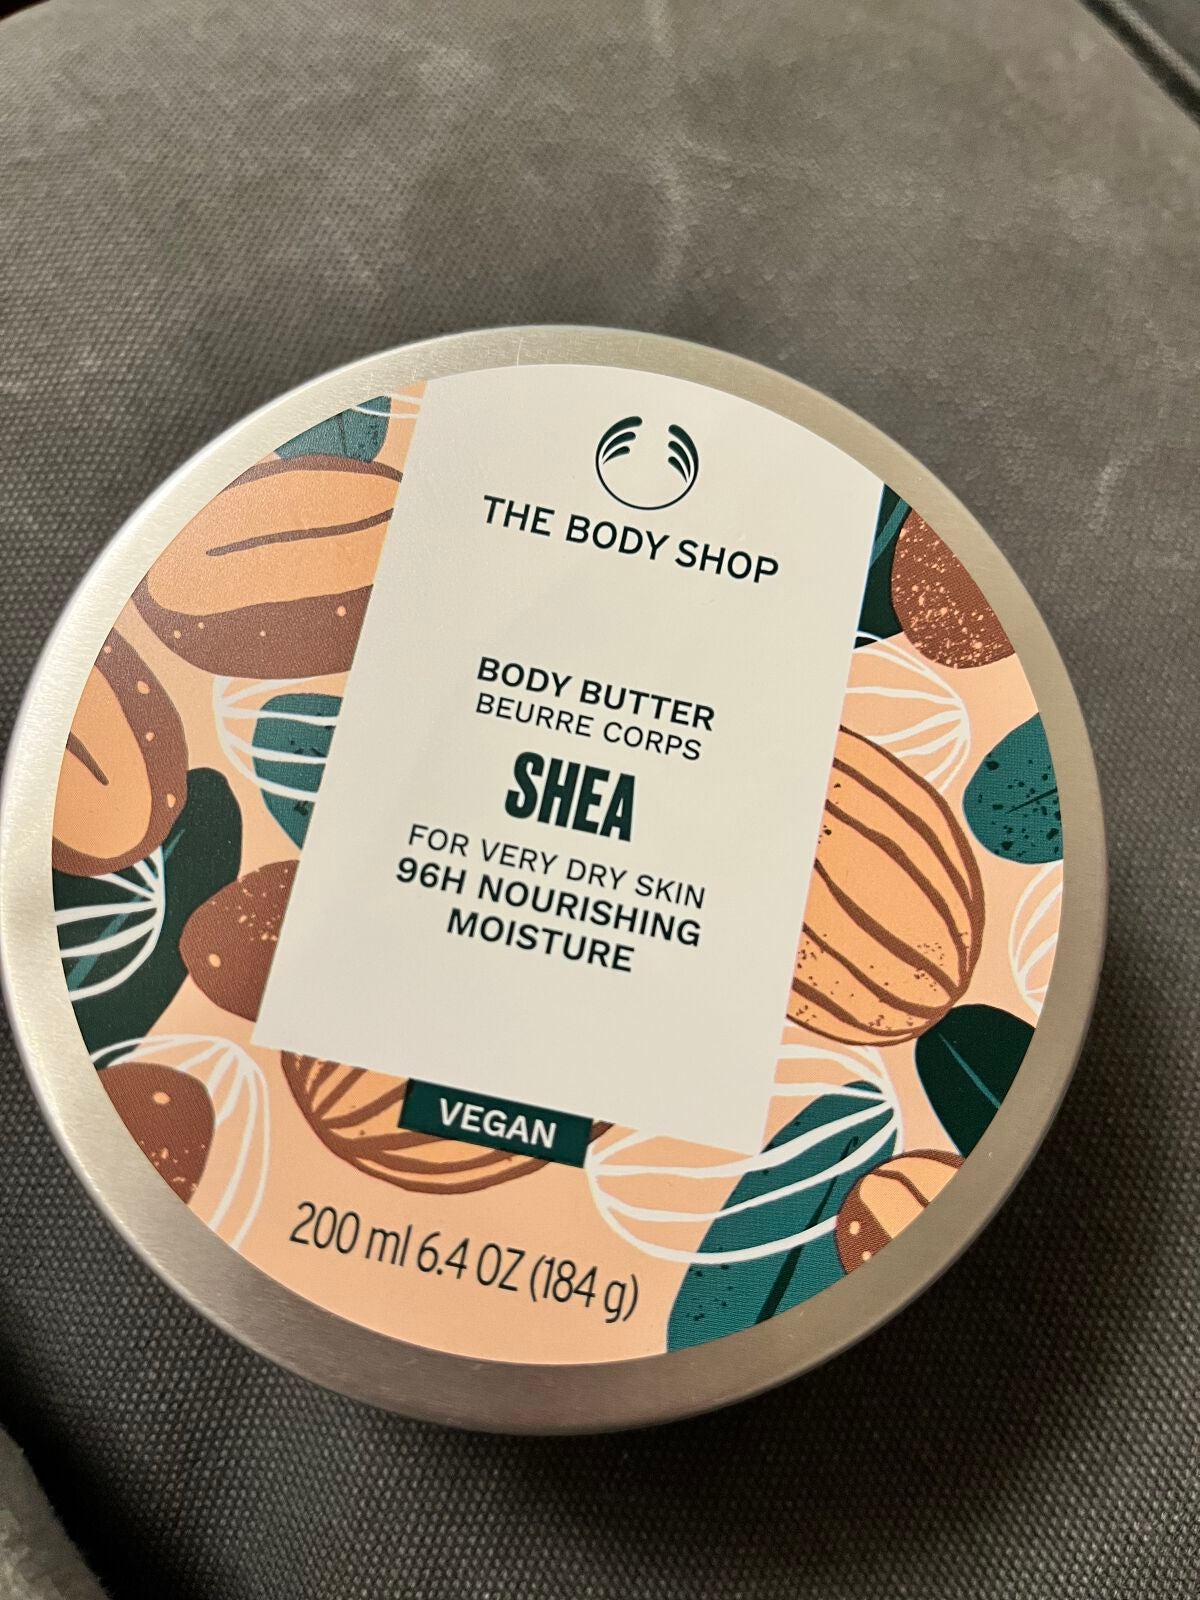 THE BODY SHOP
BODY BUTTER
BEURRE CORPS
SHEA
FOR VERY DRY SKIN
96H NOURISHING
MOISTURE
VEGAN
200 ml 6.4 OZ (184 g)